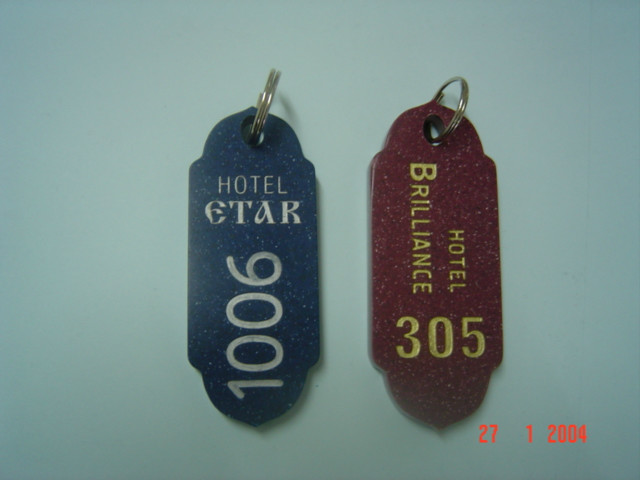 HOTEL
ETAR
1006
BRILLIANCE
HOTEL
305
27 1 2004